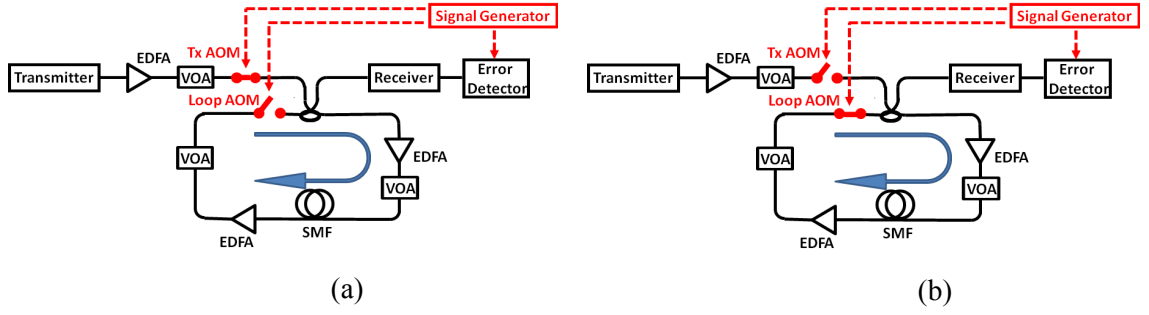 Signal Generator
Tx AOM
EDFA
Transmitter
VOA
Receiver
Error
Detector
Loop AOM
VOA
EDFA
VOA
SMF
EDFA
(a)
Signal Generator
Tx AOM
EDFA
Transmitter
VOA
Receiver
Error
Detector
Loop AOM
VOA
EDFA
VOA
SMF
EDFA
(b)